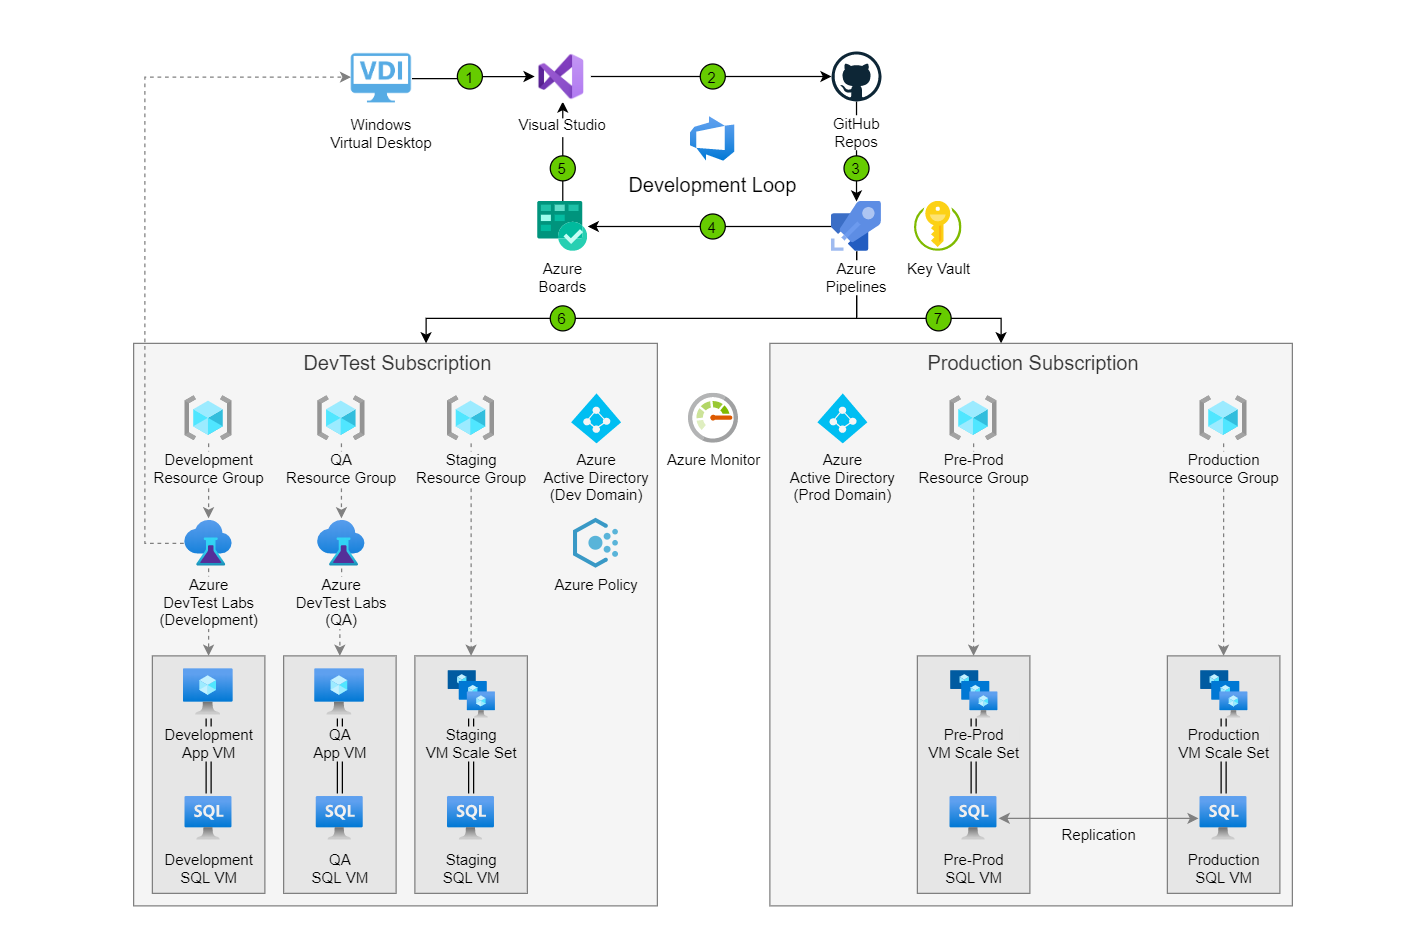 VDI
1
2
Windows
Virtual Desktop
Visual Studio
GitHub
Repos
5
Development Loop
3
4
Azure
Boards
Azure
Pipelines
Key Vault
6
7
DevTest Subscription
Production Subscription
Development
Resource Group
QA
Resource Group
Staging
Resource Group
Azure
Active Directory
(Dev Domain)
Azure Monitor
Azure
Active Directory
(Prod Domain)
Pre-Prod
Resource Group
Production
Resource Group
Azure
DevTest Labs
(Development)
Azure
DevTest Labs
(QA)
Azure Policy
Development
App VM
QA
App VM
Staging
VM Scale Set
Pre-Prod
VM Scale Set
Production
VM Scale Set
SQL
SQL
SQL
SQL
SQL
Replication
Development
SQL VM
QA
SQL VM
Staging
SQL VM
Pre-Prod
SQL VM
Production
SQL VM